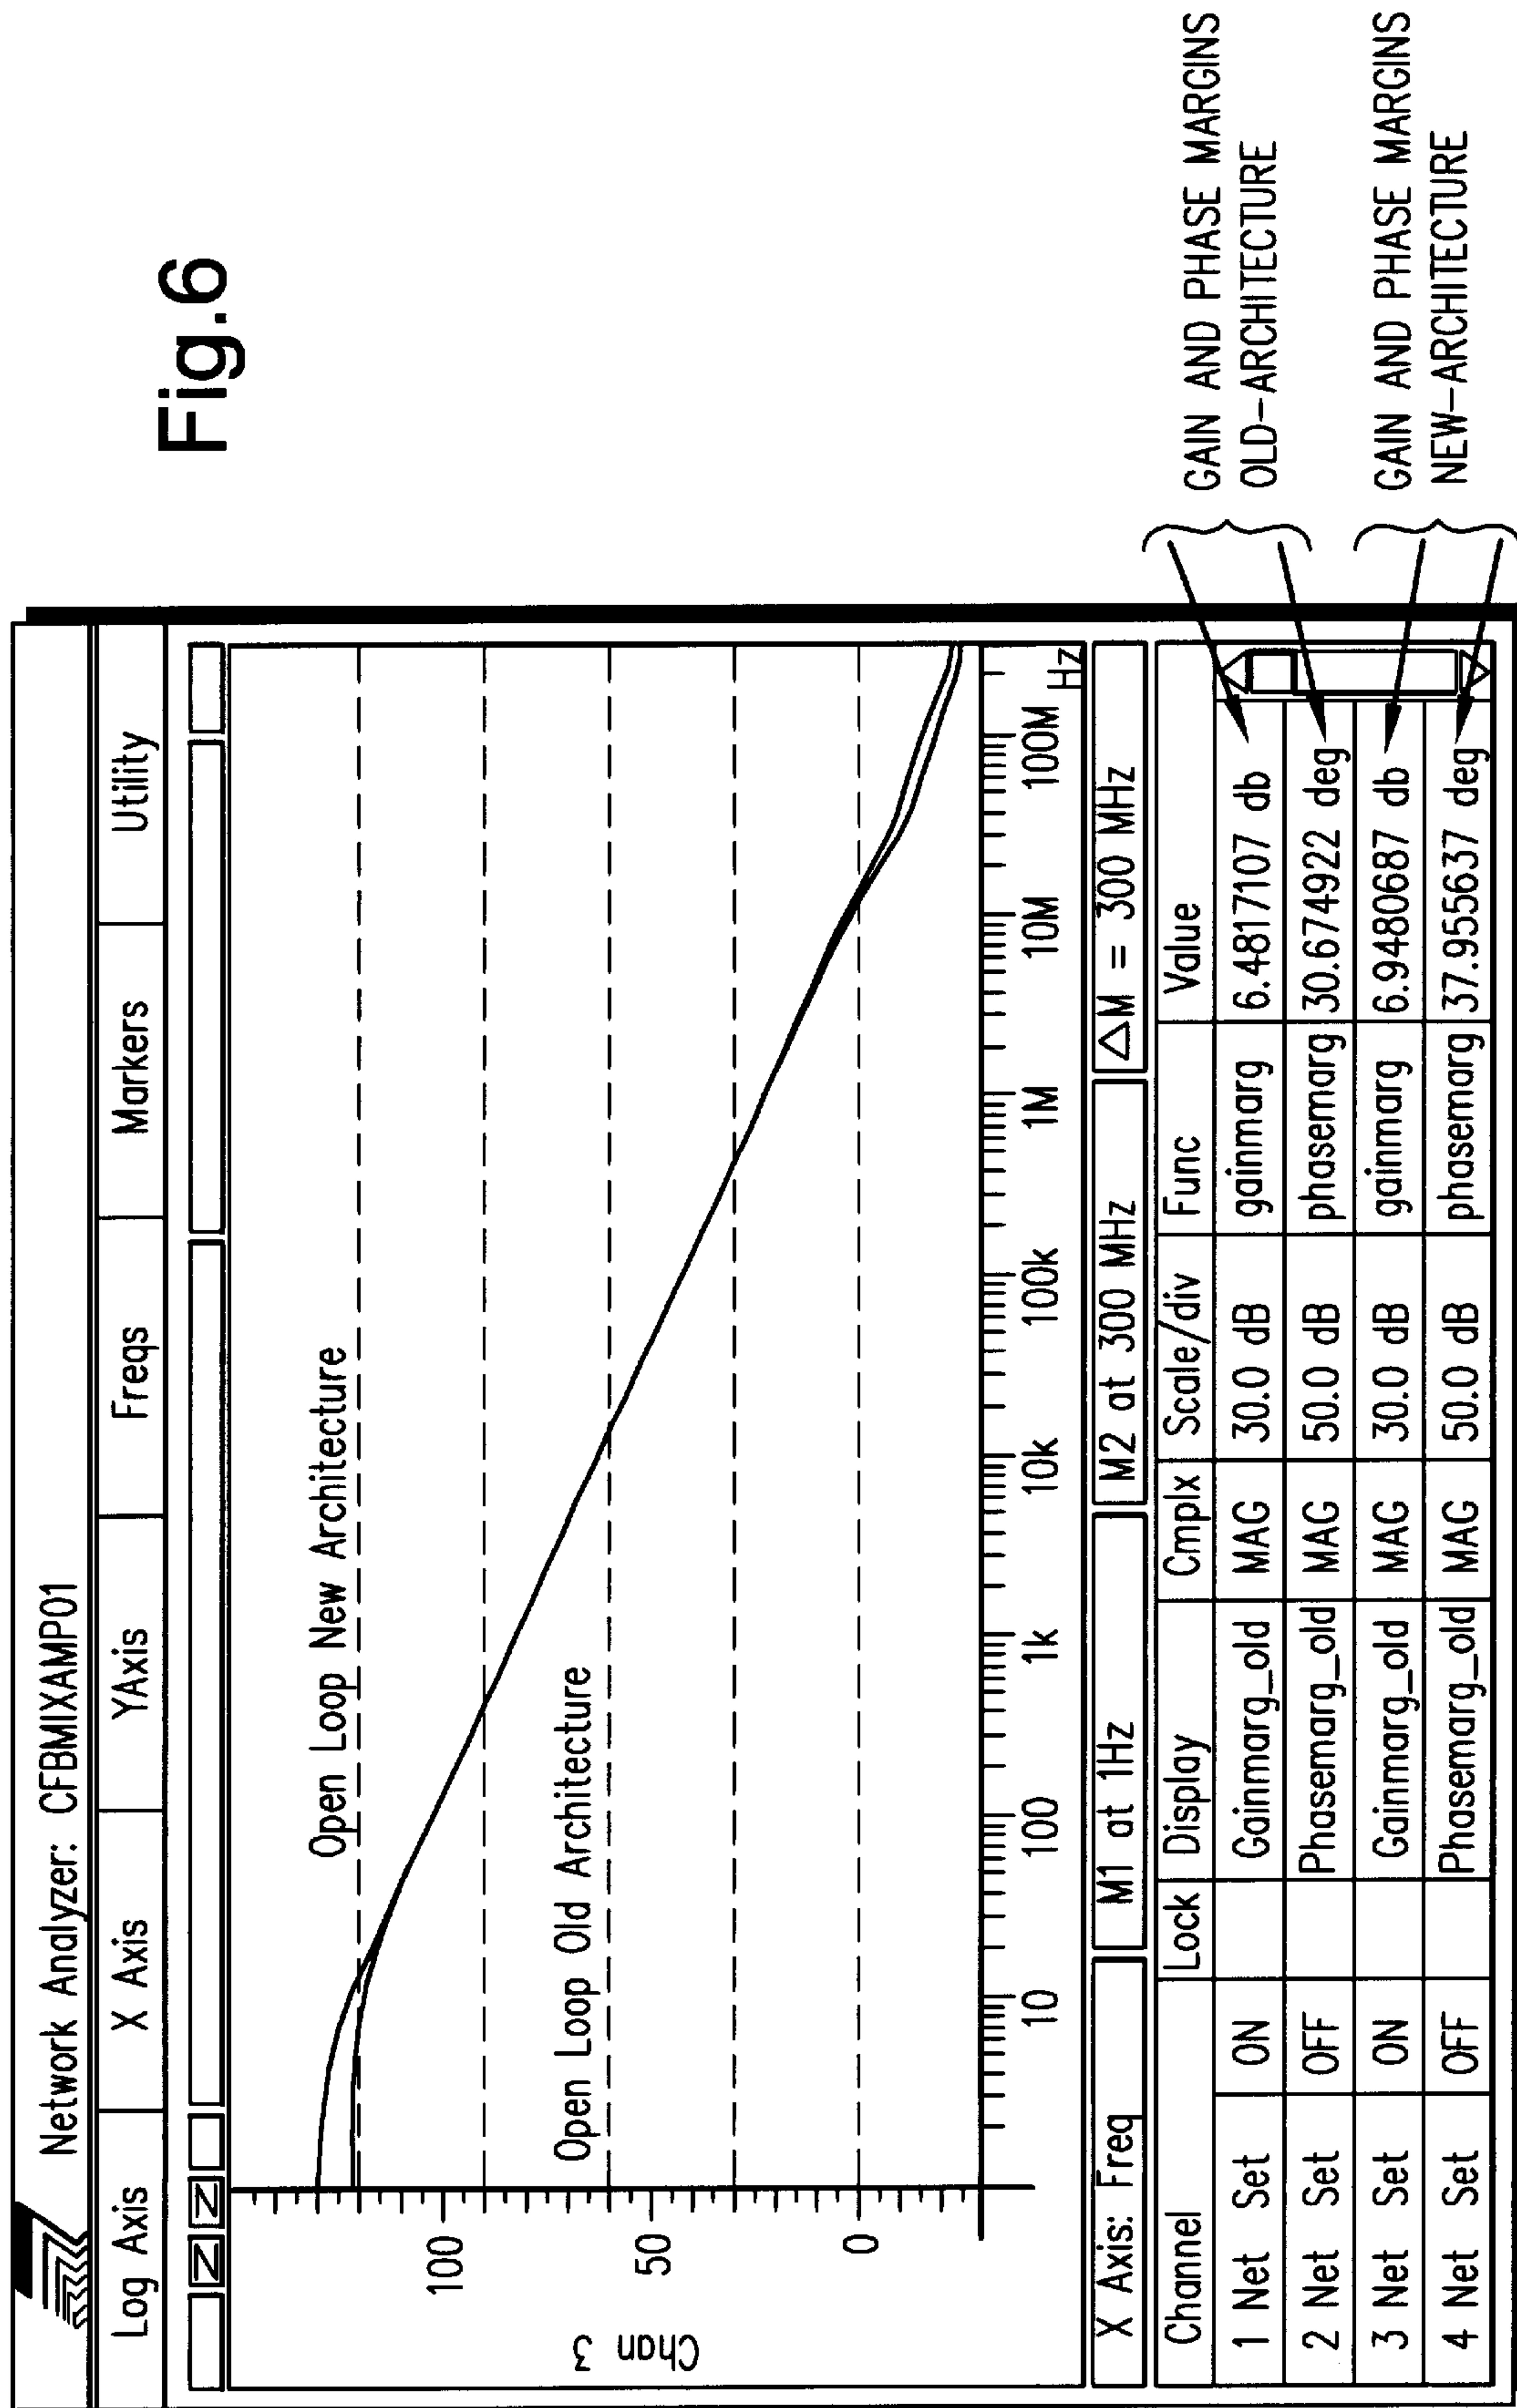 Fig.6
Network Analyzer: CFBMIXAMP01
Log Axis X Axis YAxis Freqs Markers Utility
N N
Chan 3
100
50
0
Open Loop New Architecture
Open Loop Old Architecture
10 100 1k 10k 100k 1M 10M 100M
Hz
X Axis: Freq M1 at 1Hz M2 at 300 MHz △M = 300 MHz
Channel Lock Display Cmplx Scale/div Func Value
1 Net Set ON Gainmarg_old MAG 30.0 dB gainmarg 6.4817107 db
2 Net Set OFF Phasemarg_old MAG 50.0 dB phasemarg 30.674922 deg
3 Net Set ON Gainmarg_old MAG 30.0 dB gainmarg 6.9480687 db
4 Net Set OFF Phasemarg_old MAG 50.0 dB phasemarg 37.955637 deg
GAIN AND PHASE MARGINS
OLD-ARCHITECTURE
GAIN AND PHASE MARGINS
NEW-ARCHITECTURE